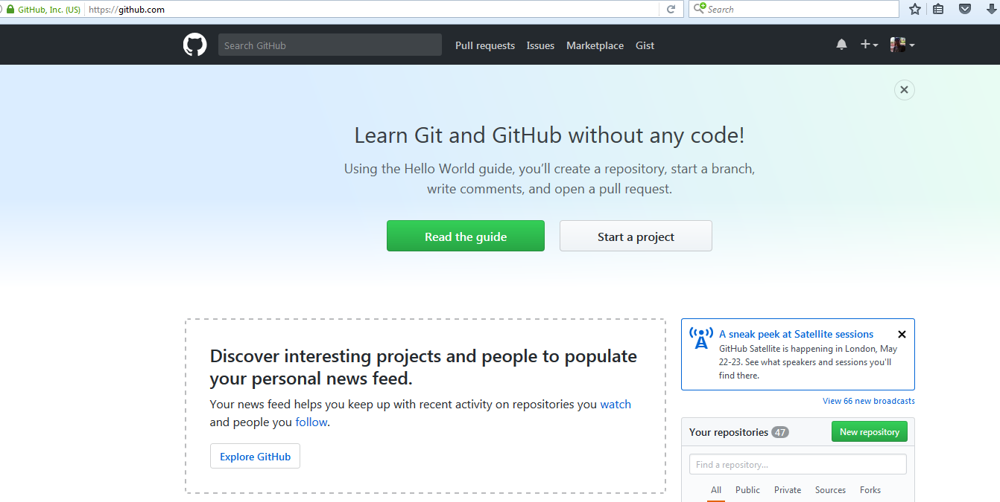 GitHub, Inc. (US) https://github.com
Search
Search GitHub
Pull requests Issues Marketplace Gist
Learn Git and GitHub without any code!
Using the Hello World guide, you’ll create a repository, start a branch,
write comments, and open a pull request.
Read the guide
Start a project
Discover interesting projects and people to populate
your personal news feed.
Your news feed helps you keep up with recent activity on repositories you watch
and people you follow.
Explore GitHub
A sneak peek at Satellite sessions
GitHub Satellite is happening in London, May
22-23. See what speakers and sessions you'll
find there.
View 66 new broadcasts
Your repositories 47
New repository
Find a repository...
All Public Private Sources Forks